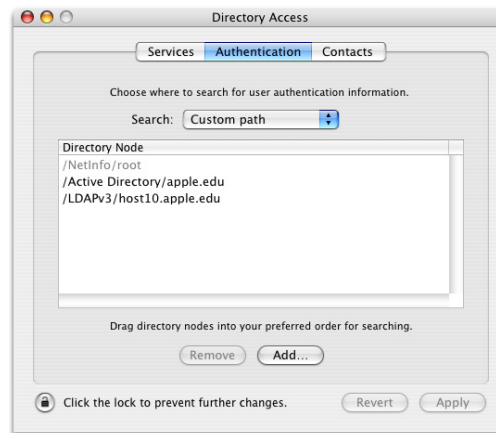 Directory Access
Services Authentication Contacts
Choose where to search for user authentication information.
Search: Custom path
Directory Node
/NetInfo/root
/Active Directory/apple.edu
/LDAPv3/host10.apple.edu
Drag directory nodes into your preferred order for searching.
Remove Add...
Click the lock to prevent further changes. Revert Apply